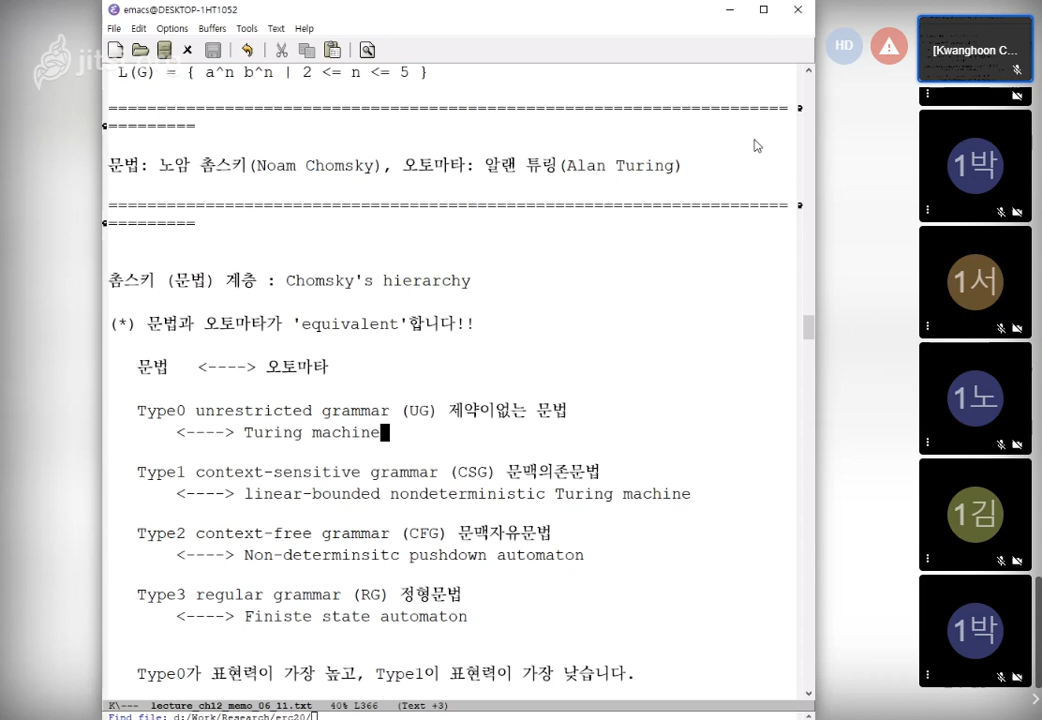 emacs@DESKTOP-1HT1052
File Edit Options Buffers Tools Text Help
L(G) = { a^n b^n | 2 <= n <= 5 }
======================================================================
=========
문법: 노암 촘스키(Noam Chomsky), 오토마타: 알랜 튜링(Alan Turing)
======================================================================
=========
촘스키 (문법) 계층 : Chomsky's hierarchy
(*) 문법과 오토마타가 'equivalent'합니다!!
문법 <----> 오토마타
Type0 unrestricted grammar (UG) 제약이없는 문법
<----> Turing machine
Type1 context-sensitive grammar (CSG) 문맥의존문법
<----> linear-bounded nondeterministic Turing machine
Type2 context-free grammar (CFG) 문맥자유문법
<----> Non-determinsitc pushdown automaton
Type3 regular grammar (RG) 정형문법
<----> Finiste state automaton
Type0가 표현력이 가장 높고, Type1이 표현력이 가장 낮습니다.
K\--- lecture_ch12_memo_06_11.txt 40% L366 (Text +3)
Find file: d:/Work/Research/erc20/
HD
[Kwanghoon C...
1박
1서
1노
1김
1박